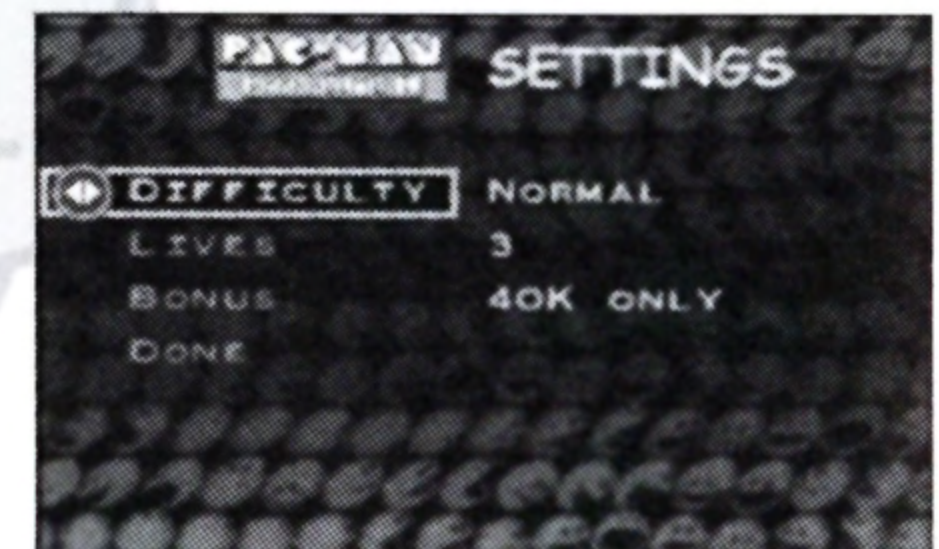 PAC-MAN SETTINGS
DIFFICULTY NORMAL
LIVES 3
BONUS 40K ONLY
DONE